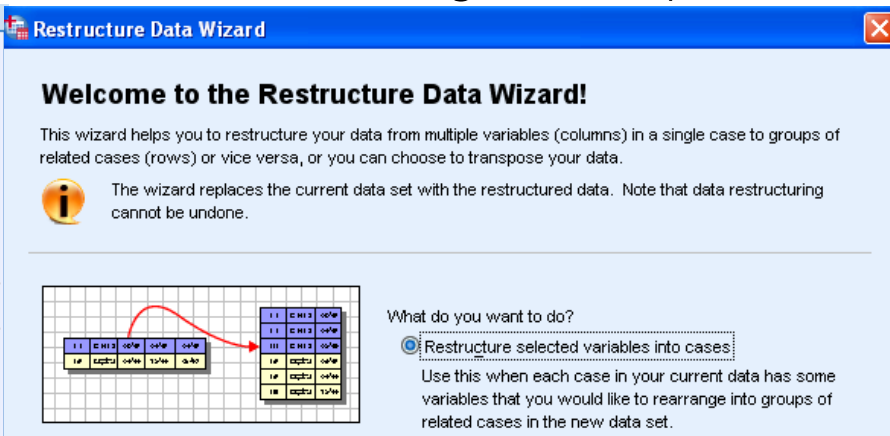 Restructure Data Wizard
Welcome to the Restructure Data Wizard!
This wizard helps you to restructure your data from multiple variables (columns) in a single case to groups of
related cases (rows) or vice versa, or you can choose to transpose your data.
The wizard replaces the current data set with the restructured data. Note that data restructuring
cannot be undone.
What do you want to do?
Restructure selected variables into cases
Use this when each case in your current data has some
variables that you would like to rearrange into groups of
related cases in the new data set.